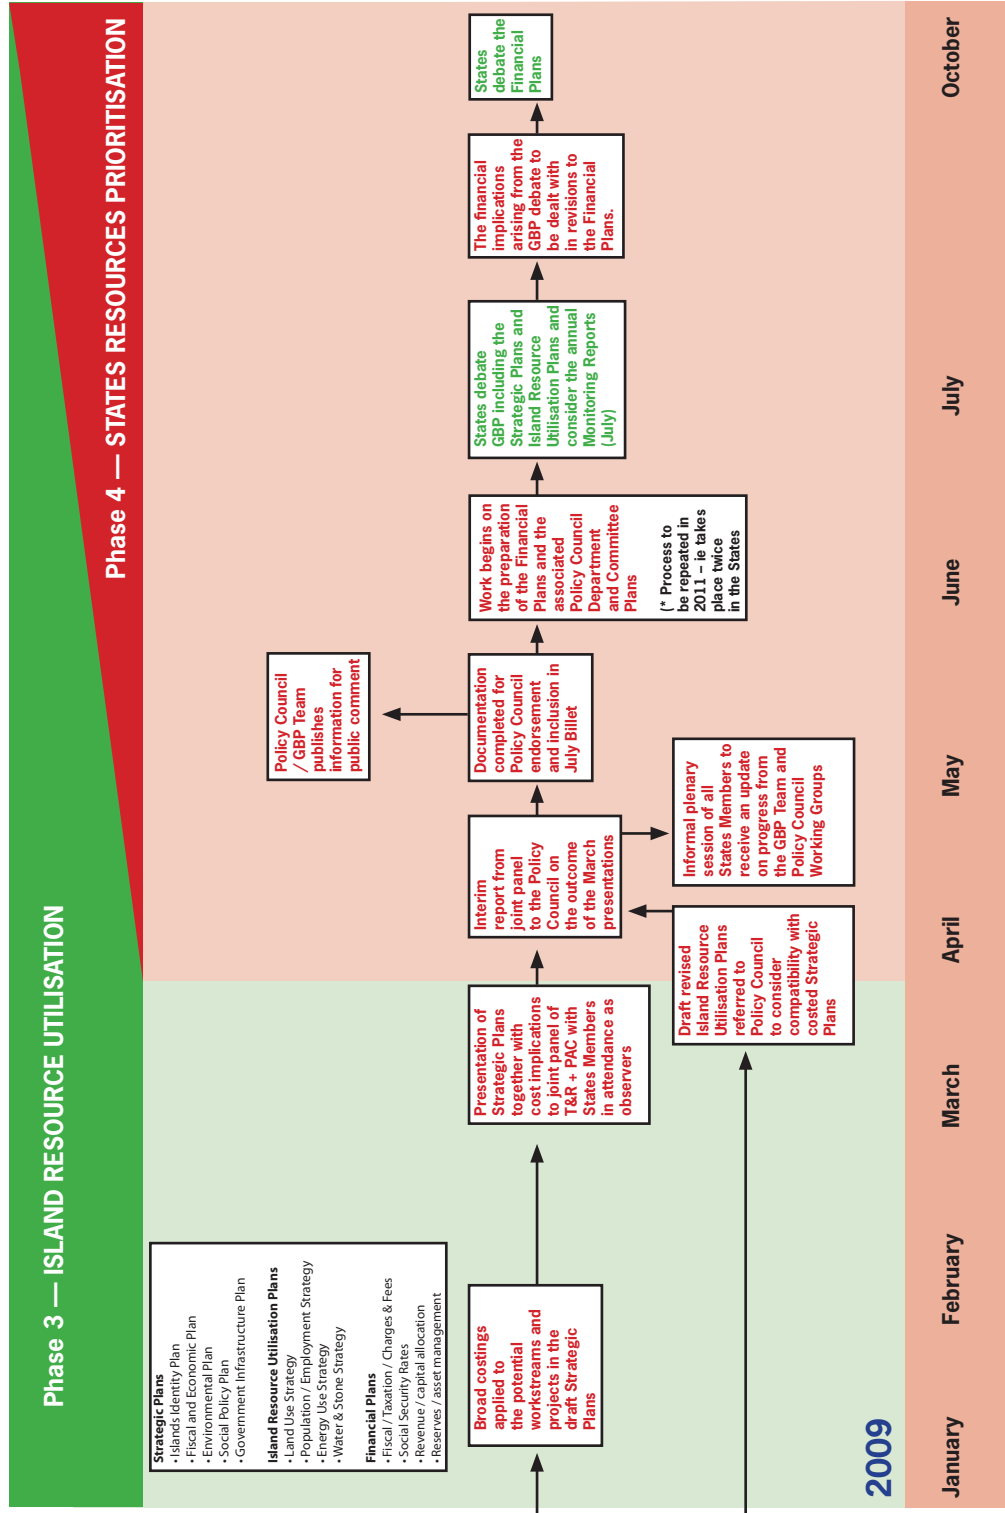 Phase 3 — ISLAND RESOURCE UTILISATION
Phase 4 — STATES RESOURCES PRIORITISATION
Strategic Plans
• Islands Identity Plan
• Fiscal and Economic Plan
• Environmental Plan
• Social Policy Plan
• Government Infrastructure Plan
Island Resource Utilisation Plans
• Land Use Strategy
• Population / Employment Strategy
• Energy Use Strategy
• Water & Stone Strategy
Financial Plans
• Fiscal / Taxation / Charges & Fees
• Social Security Rates
• Revenue / capital allocation
• Reserves / asset management
Broad costings
applied to
the potential
workstreams and
projects in the
draft Strategic
Plans
Presentation of
Strategic Plans
together with
cost implications
to joint panel of
T&R + PAC with
States Members
in attendance as
observers
Draft revised
Island Resource
Utilisation Plans
referred to
Policy Council
to consider
compatibility with
costed Strategic
Plans
Interim
report from
joint panel
to the Policy
Council on
the outcome
of the March
presentations
Informal plenary
session of all
States Members to
receive an update
on progress from
the GBP Team and
Policy Council
Working Groups
Documentation
completed for
Policy Council
endorsement
and inclusion in
July Billet
Policy Council
/ GBP Team
publishes
information for
public comment
Work begins on
the preparation
of the Financial
Plans and the
associated
Policy Council
Department
and Committee
Plans
(* Process to
be repeated in
2011 – ie takes
place twice
in the States
States debate
GBP including the
Strategic Plans and
Island Resource
Utilisation Plans and
consider the annual
Monitoring Reports
(July)
The financial
implications
arising from the
GBP debate to
be dealt with
in revisions to
the Financial
Plans.
States
debate the
Financial
Plans
2009
January
February
March
April
May
June
July
October